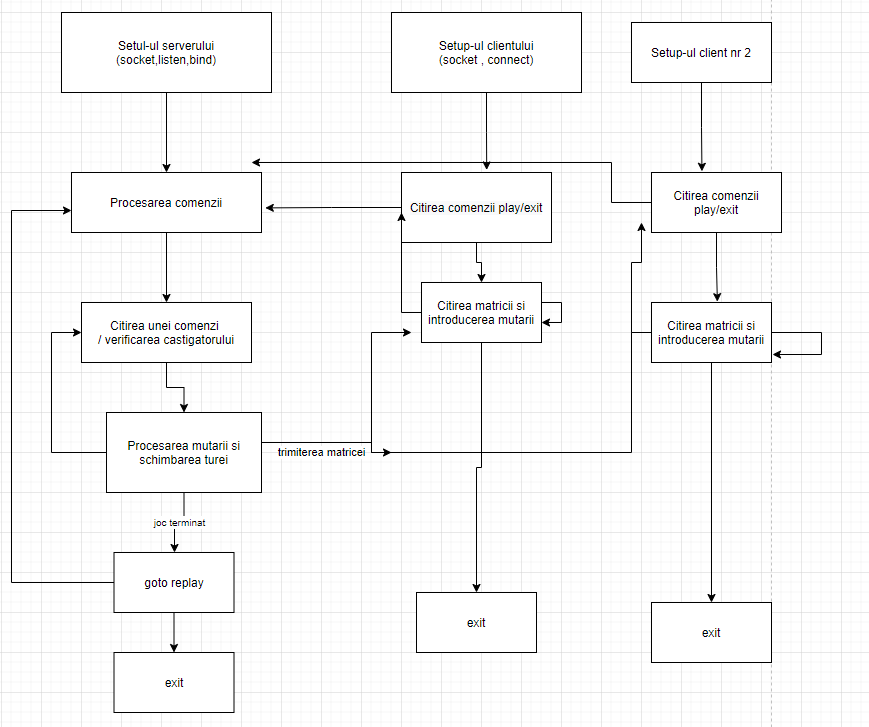 Setul-ul serverului
(socket,listen,bind)
Setup-ul clientului
(socket , connect)
Setup-ul client nr 2
Procesarea comenzii
Citirea comenzii play/exit
Citirea comenzii
play/exit
Citirea unei comenzi
/ verificarea castigatorului
Citirea matricii si
introducerea mutarii
Citirea matricii si
introducerea mutarii
Procesarea mutarii si
schimbarea turei
trimiterea matricei
joc terminat
goto replay
exit
exit
exit